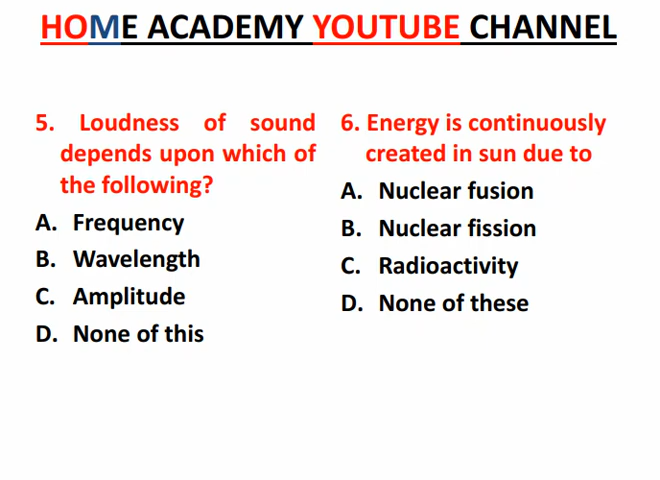 HOME ACADEMY YOUTUBE CHANNEL
5. Loudness of sound
depends upon which of
the following?
A. Frequency
B. Wavelength
C. Amplitude
D. None of this
6. Energy is continuously
created in sun due to
A. Nuclear fusion
B. Nuclear fission
C. Radioactivity
D. None of these